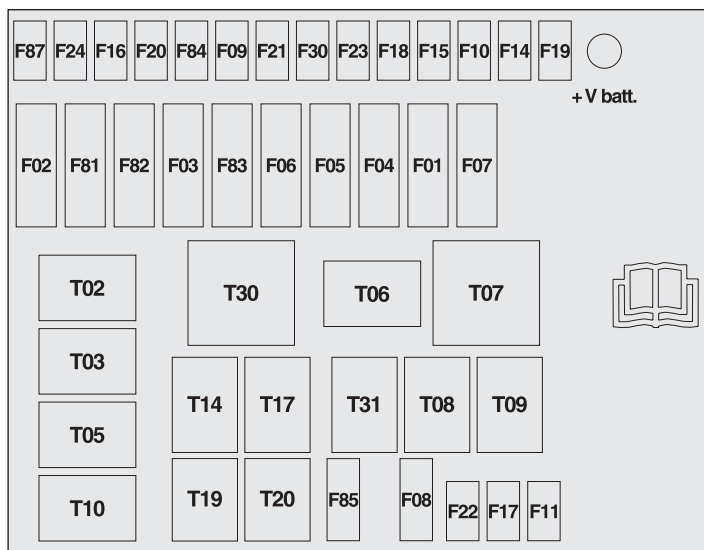 F87 F24 F16 F20 F84 F09 F21 F30 F23 F18 F15 F10 F14 F19
+ V batt.
F02 F81 F82 F03 F83 F06 F05 F04 F01 F07
T02 T30 T06 T07
T03
T14 T17 T31 T08 T09
T05
T10 T19 T20 F85 F08 F22 F17 F11